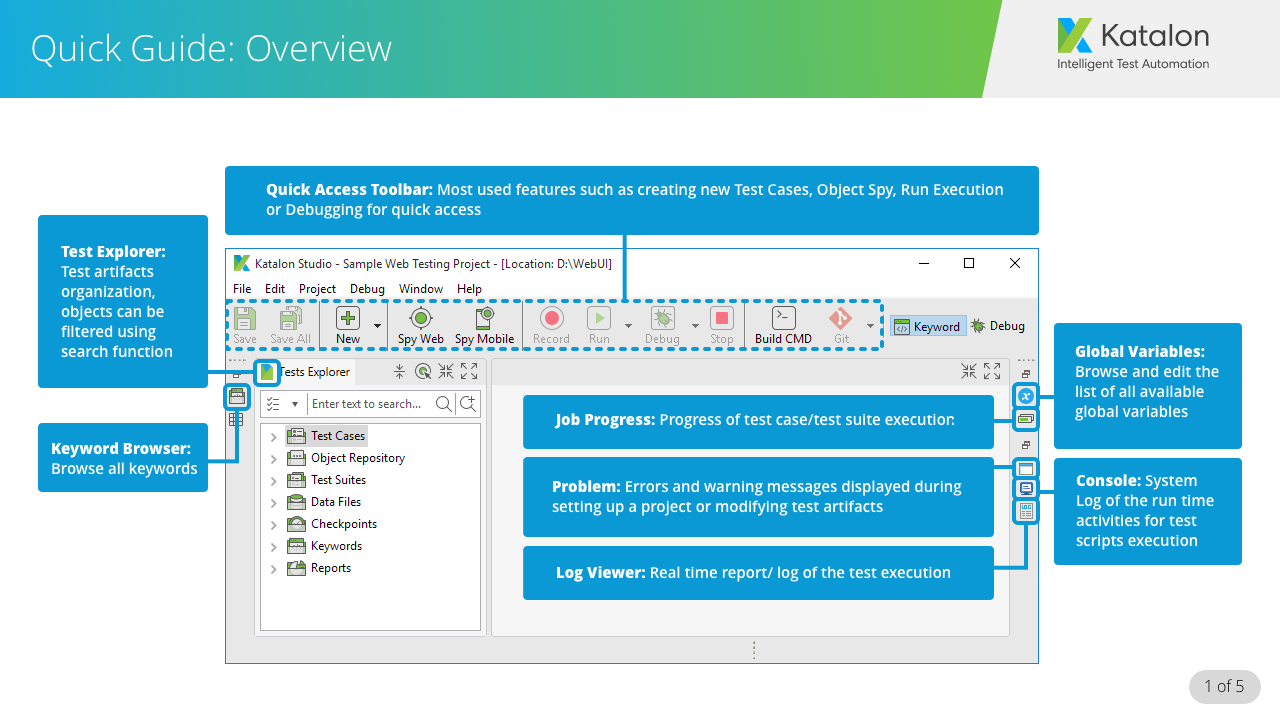 Quick Guide: Overview
Katalon
Intelligent Test Automation
Quick Access Toolbar: Most used features such as creating new Test Cases, Object Spy, Run Execution
or Debugging for quick access
Test Explorer:
Test artifacts
organization,
objects can be
filtered using
search function
Keyword Browser:
Browse all keywords
Katalon Studio - Sample Web Testing Project - [Location: D:\WebUI]
File Edit Project Debug Window Help
Save Save All New Spy Web Spy Mobile Record Run Debug Stop Build CMD Git
Keyword Debug
Tests Explorer
Enter text to search...
Test Cases
Object Repository
Test Suites
Data Files
Checkpoints
Keywords
Reports
Job Progress: Progress of test case/test suite execution:
Problem: Errors and warning messages displayed during
setting up a project or modifying test artifacts
Log Viewer: Real time report/ log of the test execution
Global Variables:
Browse and edit the
list of all available
global variables
Console: System
Log of the run time
activities for test
scripts execution
1 of 5